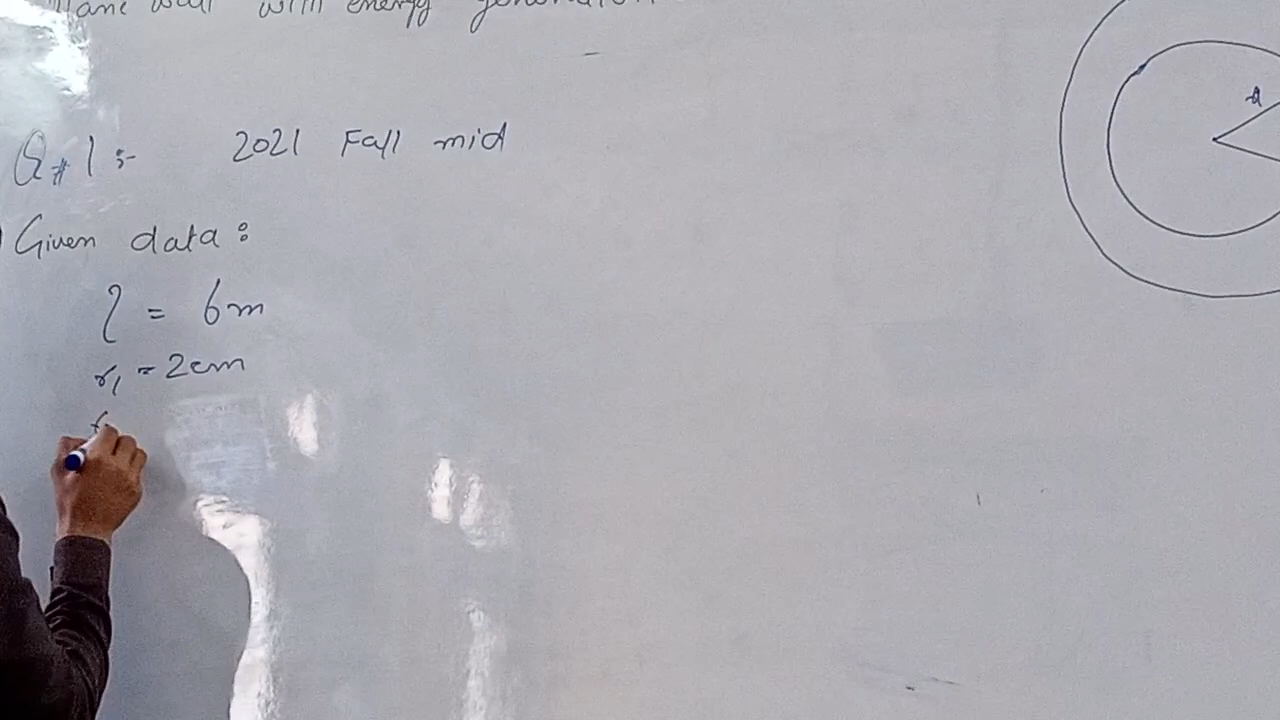 Plane wall with energy generation
Q#1:- 2021 Fall mid
Given data:
l = 6m
r₁ = 2cm